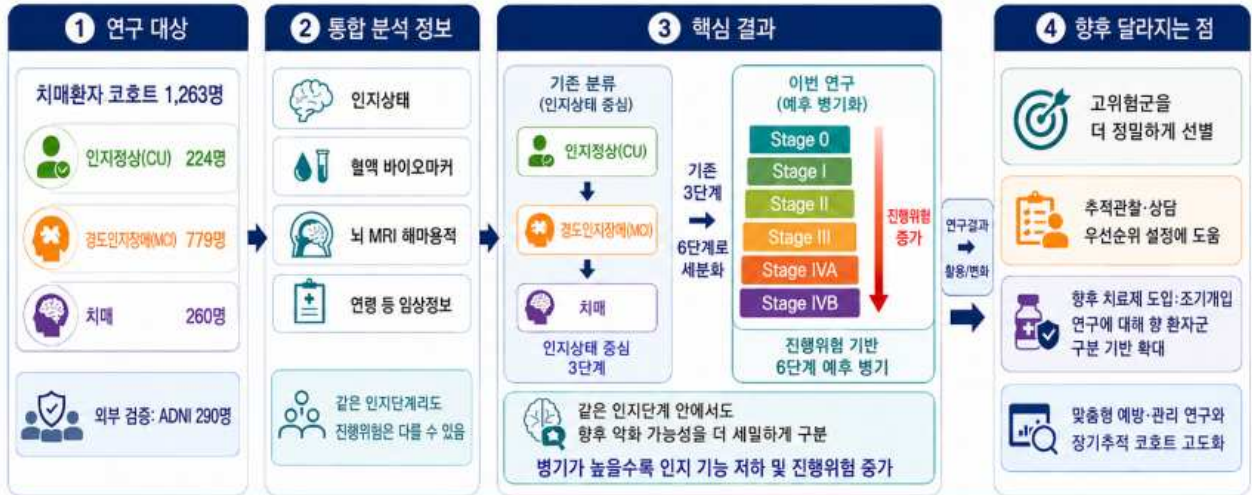 1 연구 대상
치매환자 코호트 1,263명
인지정상(CU) 224명
경도인지장애(MCI) 779명
치매 260명
외부 검증: ADNI 290명
2 통합 분석 정보
인지상태
혈액 바이오마커
뇌 MRI 해마용적
연령 등 임상정보
같은 인지단계리도
진행위험은 다를 수 있음
3 핵심 결과
기존 분류
(인지상태 중심)
인지정상(CU)
경도인지장애(MCI)
치매
인지상태 중심
3단계
기존
3단계
6단계로
세분화
이번 연구
(예후 병기화)
Stage 0
Stage I
Stage II
Stage III
Stage IVA
Stage IVB
진행위험
증가
진행위험 기반
6단계 예후 병기
같은 인지단계 안에서도
향후 악화 가능성을 더 세밀하게 구분
병기가 높을수록 인지 기능 저하 및 진행위험 증가
연구결과
활용/변화
4 향후 달라지는 점
고위험군을
더 정밀하게 선별
추적관찰·상담
우선순위 설정에 도움
향후 치료제 도입·조기개입
연구에 대해 향 환자군
구분 기반 확대
맞춤형 예방·관리 연구와
장기추적 코호트 고도화